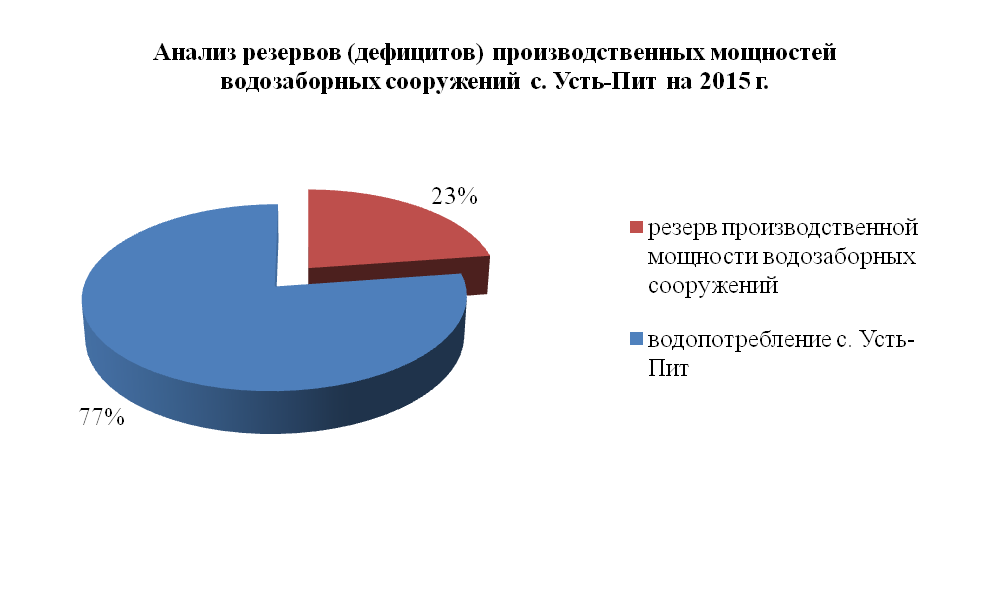 Анализ резервов (дефицитов) производственных мощностей
водозаборных сооружений с. Усть-Пит на 2015 г.
23%
77%
резерв производственной
мощности водозаборных
сооружений
водопотребление с. Усть-
Пит